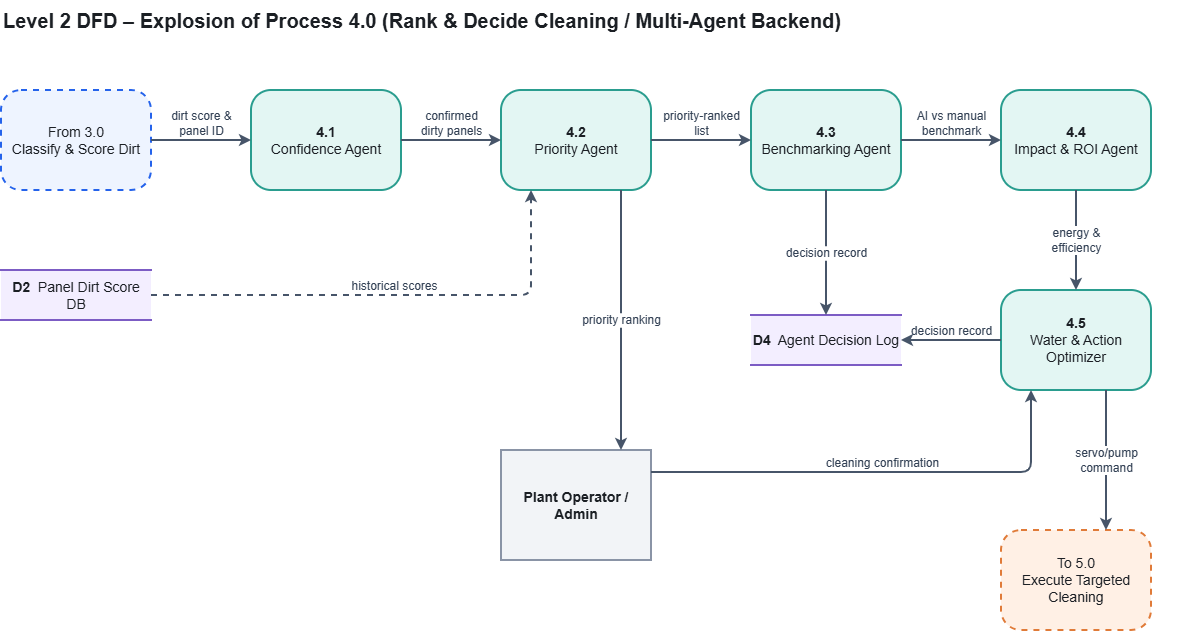 Level 2 DFD – Explosion of Process 4.0 (Rank & Decide Cleaning / Multi-Agent Backend)
From 3.0
Classify & Score Dirt
dirt score &
panel ID
4.1
Confidence Agent
confirmed
dirty panels
4.2
Priority Agent
priority-ranked
list
4.3
Benchmarking Agent
AI vs manual
benchmark
4.4
Impact & ROI Agent
energy &
efficiency
decision record
D2 Panel Dirt Score
DB
historical scores
priority ranking
D4 Agent Decision Log
decision record
4.5
Water & Action
Optimizer
cleaning confirmation
servo/pump
command
Plant Operator /
Admin
To 5.0
Execute Targeted
Cleaning